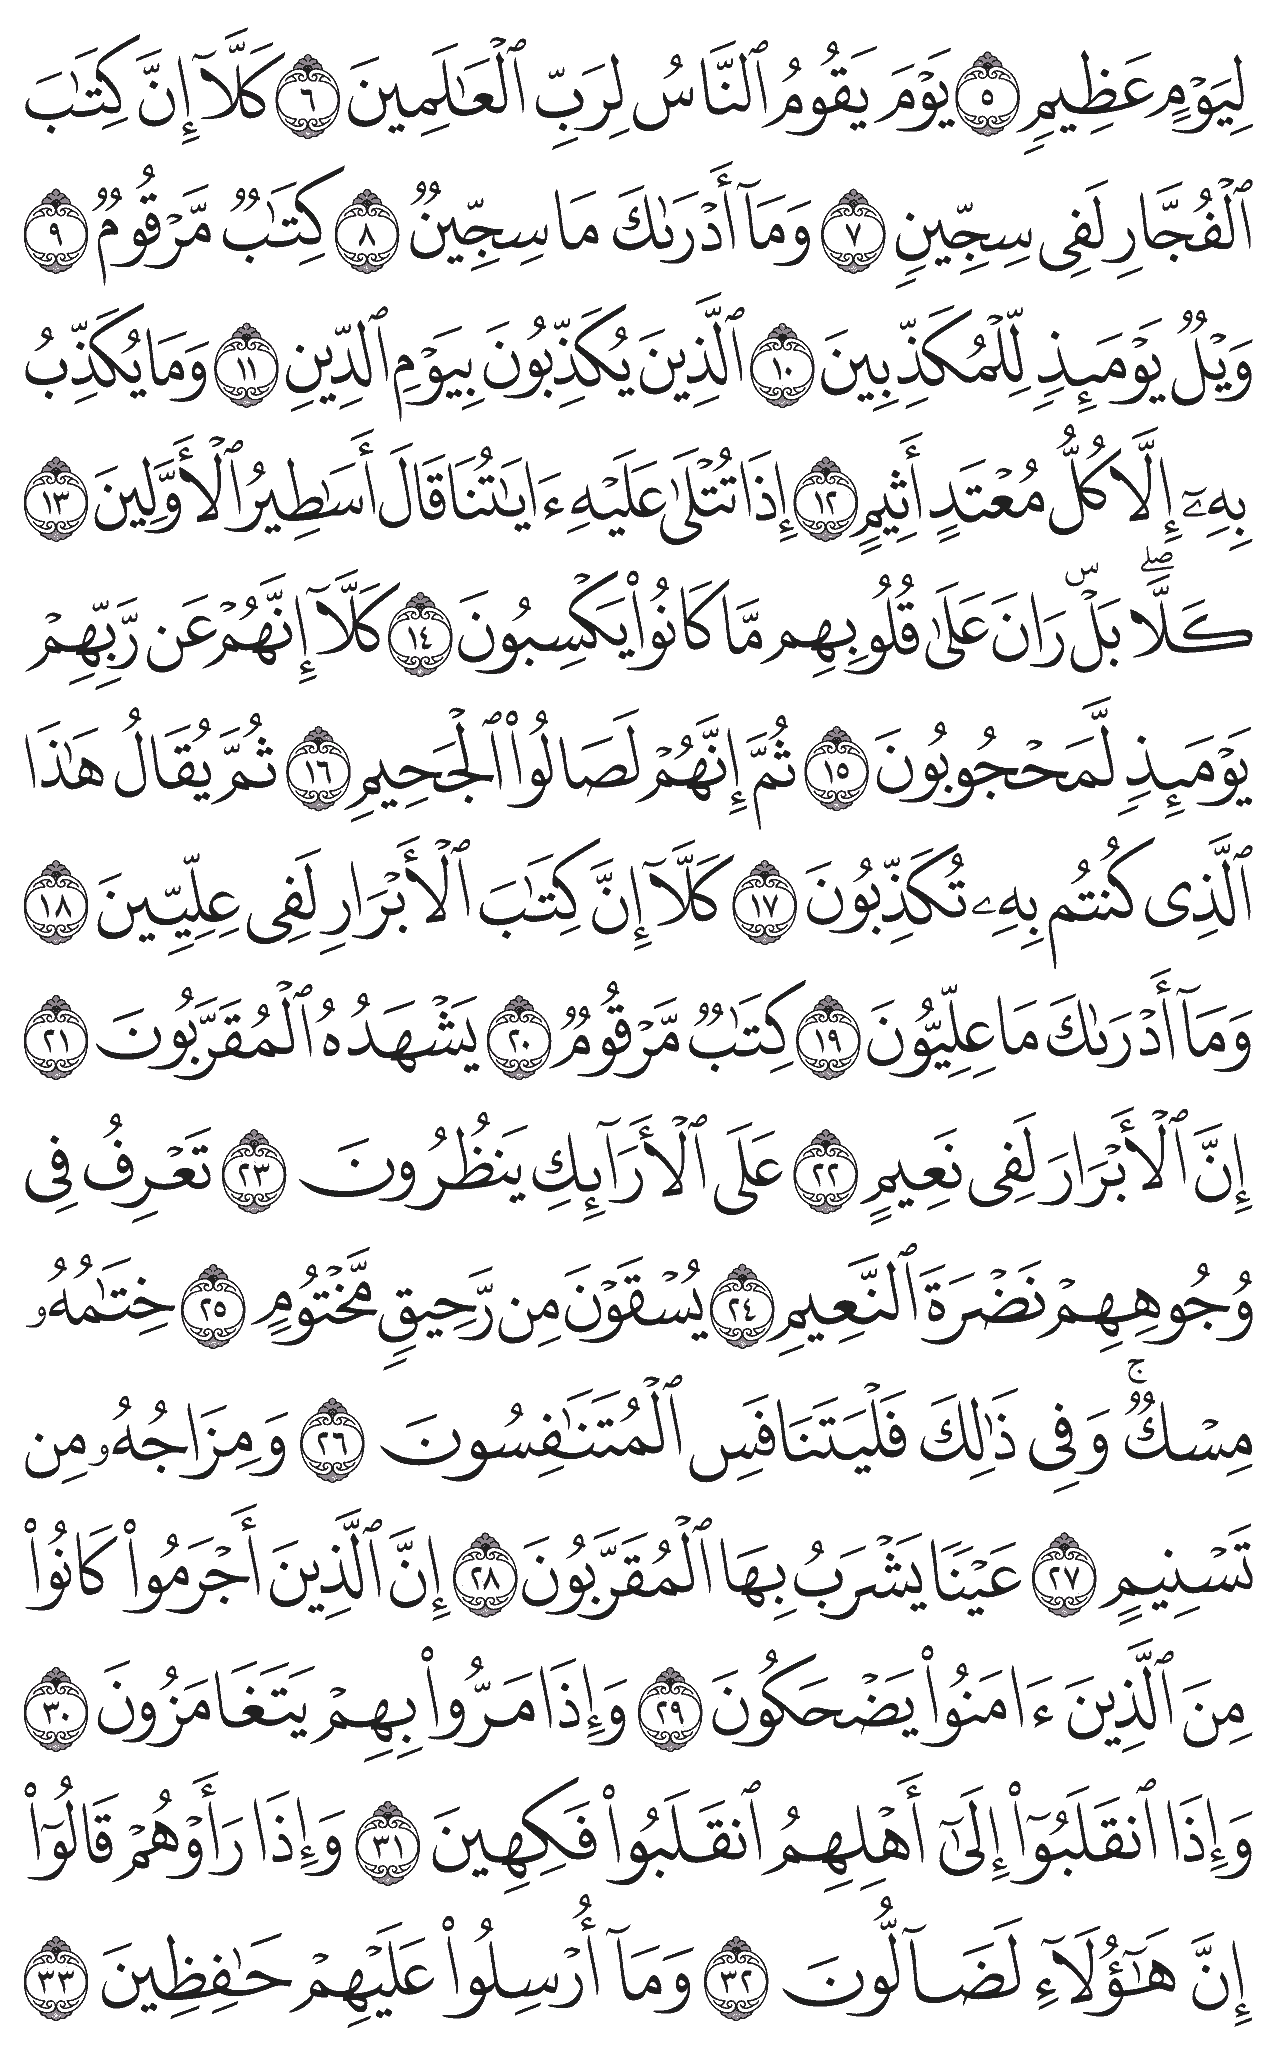 لِيَوْمٍ عَظِيمٍ ٥ يَوْمَ يَقُومُ ٱلنَّاسُ لِرَبِّ ٱلْعَـٰلَمِينَ ٦ كَلَّآ إِنَّ كِتَـٰبَ
ٱلْفُجَّارِ لَفِى سِجِّينٍ ٧ وَمَآ أَدْرَىٰكَ مَا سِجِّينٌ ٨ كِتَـٰبٌ مَّرْقُومٌ ٩
وَيْلٌ يَوْمَئِذٍ لِّلْمُكَذِّبِينَ ١٠ ٱلَّذِينَ يُكَذِّبُونَ بِيَوْمِ ٱلدِّينِ ١١ وَمَا يُكَذِّبُ
بِهِۦٓ إِلَّا كُلُّ مُعْتَدٍ أَثِيمٍ ١٢ إِذَا تُتْلَىٰ عَلَيْهِ ءَايَـٰتُنَا قَالَ أَسَـٰطِيرُ ٱلْأَوَّلِينَ ١٣
كَلَّا ۖ بَلْ ۜ رَانَ عَلَىٰ قُلُوبِهِم مَّا كَانُوا۟ يَكْسِبُونَ ١٤ كَلَّآ إِنَّهُمْ عَن رَّبِّهِمْ
يَوْمَئِذٍ لَّمَحْجُوبُونَ ١٥ ثُمَّ إِنَّهُمْ لَصَالُوا۟ ٱلْجَحِيمِ ١٦ ثُمَّ يُقَالُ هَـٰذَا
ٱلَّذِى كُنتُم بِهِۦ تُكَذِّبُونَ ١٧ كَلَّآ إِنَّ كِتَـٰبَ ٱلْأَبْرَارِ لَفِى عِلِّيِّينَ ١٨
وَمَآ أَدْرَىٰكَ مَا عِلِّيُّونَ ١٩ كِتَـٰبٌ مَّرْقُومٌ ٢٠ يَشْهَدُهُ ٱلْمُقَرَّبُونَ ٢١
إِنَّ ٱلْأَبْرَارَ لَفِى نَعِيمٍ ٢٢ عَلَى ٱلْأَرَآئِكِ يَنظُرُونَ ٢٣ تَعْرِفُ فِى
وُجُوهِهِمْ نَضْرَةَ ٱلنَّعِيمِ ٢٤ يُسْقَوْنَ مِن رَّحِيقٍ مَّخْتُومٍ ٢٥ خِتَـٰمُهُۥ
مِسْكٌ ۚ وَفِى ذَٰلِكَ فَلْيَتَنَافَسِ ٱلْمُتَنَـٰفِسُونَ ٢٦ وَمِزَاجُهُۥ مِن
تَسْنِيمٍ ٢٧ عَيْنًا يَشْرَبُ بِهَا ٱلْمُقَرَّبُونَ ٢٨ إِنَّ ٱلَّذِينَ أَجْرَمُوا۟ كَانُوا۟
مِنَ ٱلَّذِينَ ءَامَنُوا۟ يَضْحَكُونَ ٢٩ وَإِذَا مَرُّوا۟ بِهِمْ يَتَغَامَزُونَ ٣٠
وَإِذَا ٱنقَلَبُوٓا۟ إِلَىٰٓ أَهْلِهِمُ ٱنقَلَبُوا۟ فَكِهِينَ ٣١ وَإِذَا رَأَوْهُمْ قَالُوٓا۟
إِنَّ هَـٰٓؤُلَآءِ لَضَآلُّونَ ٣٢ وَمَآ أُرْسِلُوا۟ عَلَيْهِمْ حَـٰفِظِينَ ٣٣